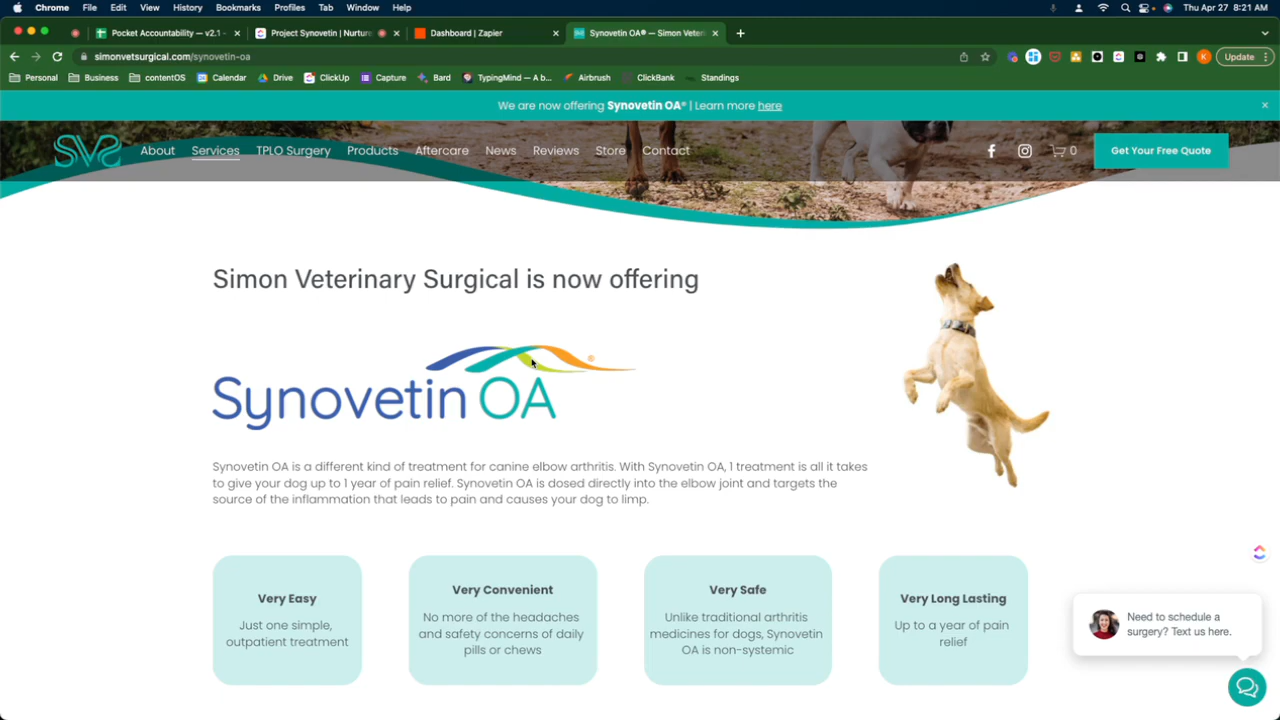 Chrome File Edit View History Bookmarks Profiles Tab Window Help Thu Apr 27 8:21 AM
Pocket Accountability — v2.1 - Project Synovetin | Nurture Dashboard | Zapier Synovetin OA® — Simon Veteri
simonvetsurgical.com/synovetin-oa K Update
Personal Business contentOS Calendar Drive ClickUp Capture Bard TypingMind — A b... Airbrush ClickBank Standings
We are now offering Synovetin OA® | Learn more here
SVS About Services TPLO Surgery Products Aftercare News Reviews Store Contact 0 Get Your Free Quote
Simon Veterinary Surgical is now offering
Synovetin OA®
Synovetin OA is a different kind of treatment for canine elbow arthritis. With Synovetin OA, 1 treatment is all it takes
to give your dog up to 1 year of pain relief. Synovetin OA is dosed directly into the elbow joint and targets the
source of the inflammation that leads to pain and causes your dog to limp.
Very Easy
Just one simple,
outpatient treatment
Very Convenient
No more of the headaches
and safety concerns of daily
pills or chews
Very Safe
Unlike traditional arthritis
medicines for dogs, Synovetin
OA is non-systemic
Very Long Lasting
Up to a year of pain
relief
Need to schedule a
surgery? Text us here.